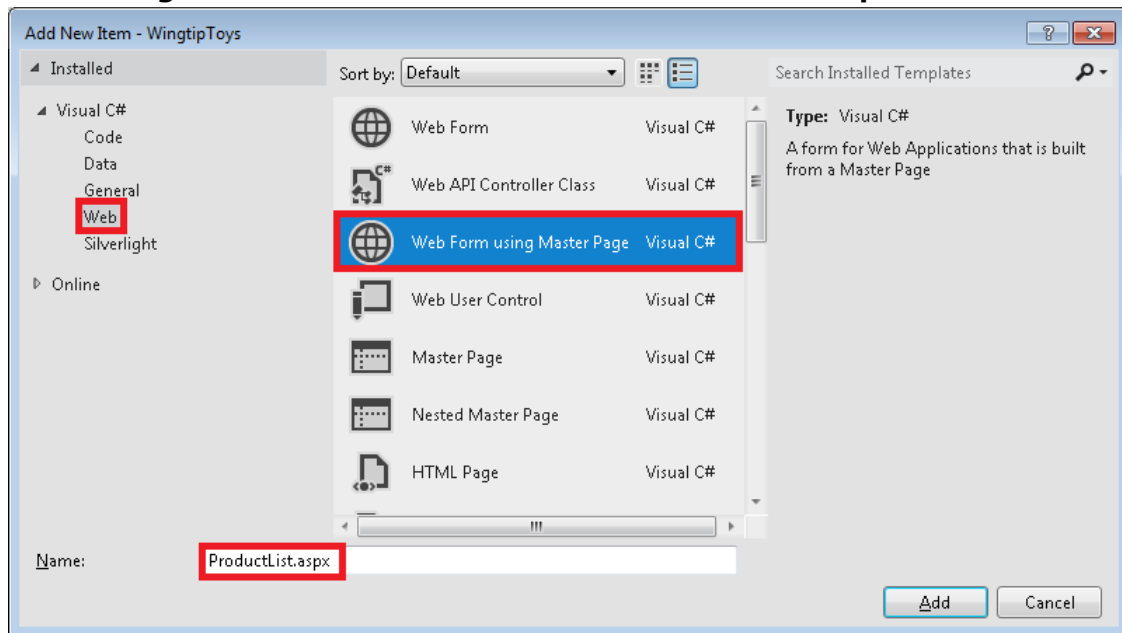 Add New Item - WingtipToys
Installed
Sort by: Default
Search Installed Templates
Visual C#
Code
Data
General
Web
Silverlight
Online
Web Form Visual C#
C#
Web API Controller Class Visual C#
Web Form using Master Page Visual C#
Web User Control Visual C#
Master Page Visual C#
Nested Master Page Visual C#
HTML Page Visual C#
Type: Visual C#
A form for Web Applications that is built
from a Master Page
Name: ProductList.aspx
Add Cancel